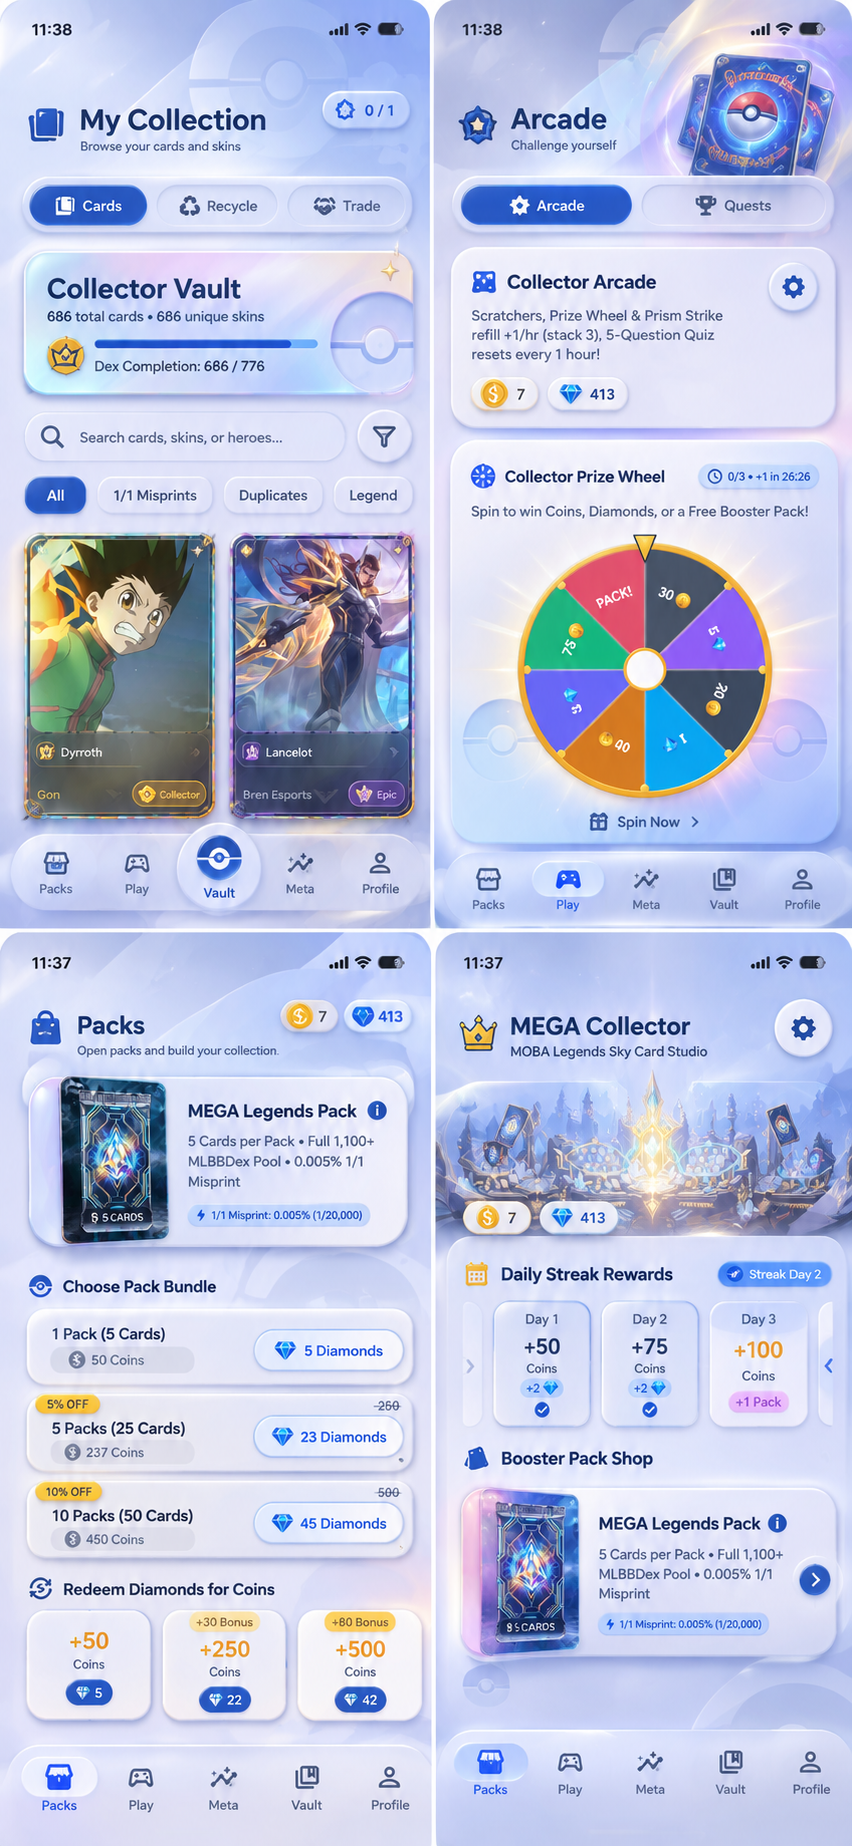 11:38
My Collection
Browse your cards and skins
0 / 1
Cards
Recycle
Trade
Collector Vault
686 total cards • 686 unique skins
Dex Completion: 686 / 776
Search cards, skins, or heroes...
All
1/1 Misprints
Duplicates
Legend
Dyrroth
Gon
Collector
Lancelot
Bren Esports
Epic
Packs
Play
Vault
Meta
Profile
11:38
Arcade
Challenge yourself
Arcade
Quests
Collector Arcade
Scratchers, Prize Wheel & Prism Strike
refill +1/hr (stack 3), 5-Question Quiz
resets every 1 hour!
7
413
Collector Prize Wheel
0/3 • +1 in 26:26
Spin to win Coins, Diamonds, or a Free Booster Pack!
PACK!
30
5
20
1
40
75
Spin Now
Packs
Play
Meta
Vault
Profile
11:37
Packs
Open packs and build your collection.
7
413
MEGA Legends Pack
5 Cards per Pack • Full 1,100+
MLBBDex Pool • 0.005% 1/1
Misprint
1/1 Misprint: 0.005% (1/20,000)
5 CARDS
Choose Pack Bundle
1 Pack (5 Cards)
50 Coins
5 Diamonds
5% OFF
5 Packs (25 Cards)
237 Coins
250
23 Diamonds
10% OFF
10 Packs (50 Cards)
450 Coins
500
45 Diamonds
Redeem Diamonds for Coins
+50
Coins
5
+30 Bonus
+250
Coins
22
+80 Bonus
+500
Coins
42
Packs
Play
Meta
Vault
Profile
11:37
MEGA Collector
MOBA Legends Sky Card Studio
7
413
Daily Streak Rewards
Streak Day 2
Day 1
+50
Coins
+2
Day 2
+75
Coins
+2
Day 3
+100
Coins
+1 Pack
Booster Pack Shop
MEGA Legends Pack
5 Cards per Pack • Full 1,100+
MLBBDex Pool • 0.005% 1/1
Misprint
1/1 Misprint: 0.005% (1/20,000)
5 CARDS
Packs
Play
Meta
Vault
Profile